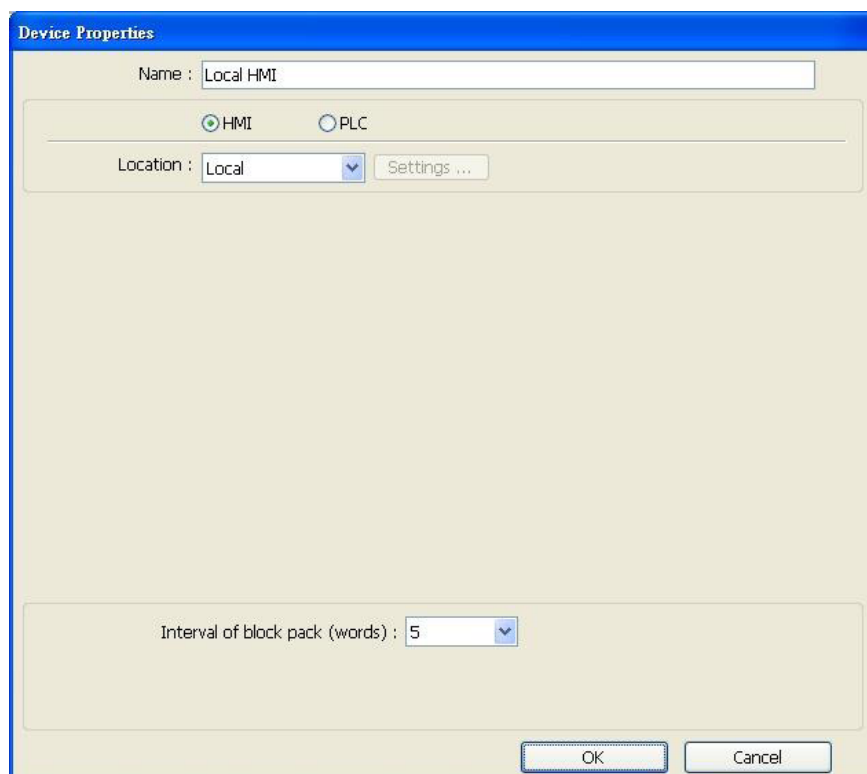 Device Properties
Name : Local HMI
HMI PLC
Location : Local Settings ...
Interval of block pack (words) : 5
OK Cancel